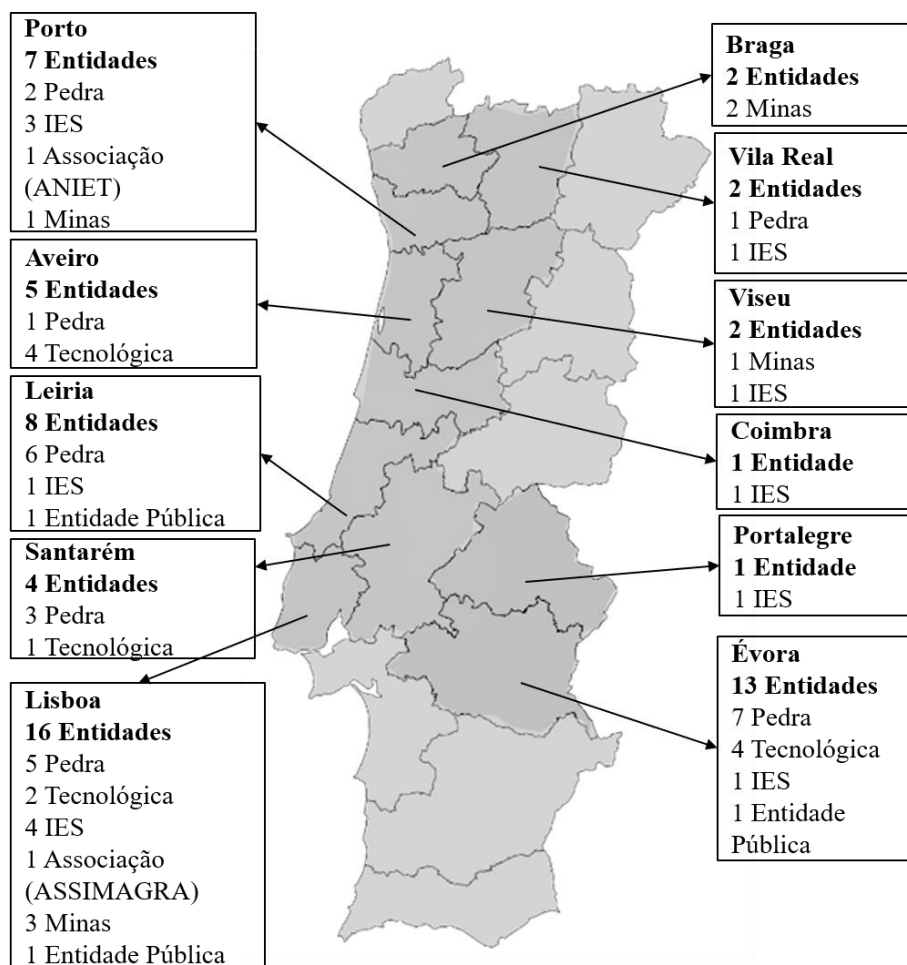 Porto
7 Entidades
2 Pedra
3 IES
1 Associação
(ANIET)
1 Minas
Aveiro
5 Entidades
1 Pedra
4 Tecnológica
Leiria
8 Entidades
6 Pedra
1 IES
1 Entidade Pública
Santarém
4 Entidades
3 Pedra
1 Tecnológica
Lisboa
16 Entidades
5 Pedra
2 Tecnológica
4 IES
1 Associação
(ASSIMAGRA)
3 Minas
1 Entidade Pública
Braga
2 Entidades
2 Minas
Vila Real
2 Entidades
1 Pedra
1 IES
Viseu
2 Entidades
1 Minas
1 IES
Coimbra
1 Entidade
1 IES
Portalegre
1 Entidade
1 IES
Évora
13 Entidades
7 Pedra
4 Tecnológica
1 IES
1 Entidade
Pública